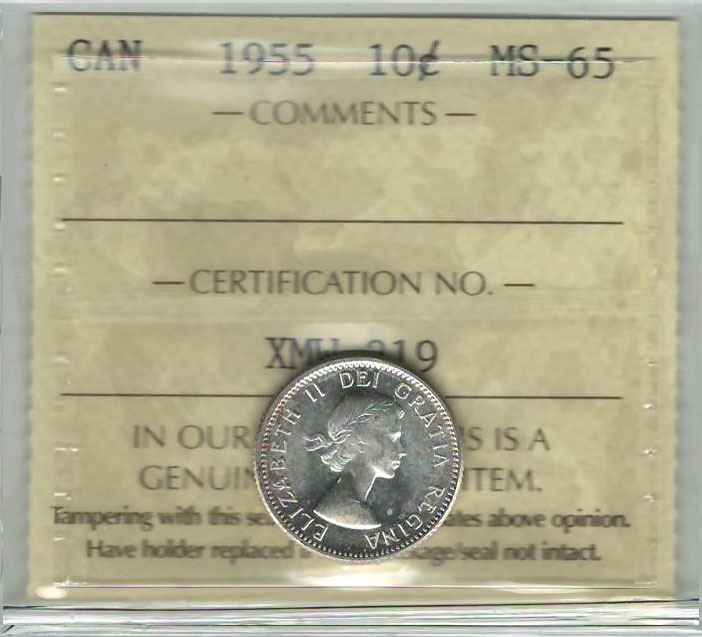 CAN 1955 10¢ MS-65
— COMMENTS —
— CERTIFICATION NO. —
19
IN OUR S IS A
GENUIN ITEM.
Tampering with this se ates above opinion.
Have holder replaced age/seal not intact.
ELIZABETH II DEI GRATIA REGINA